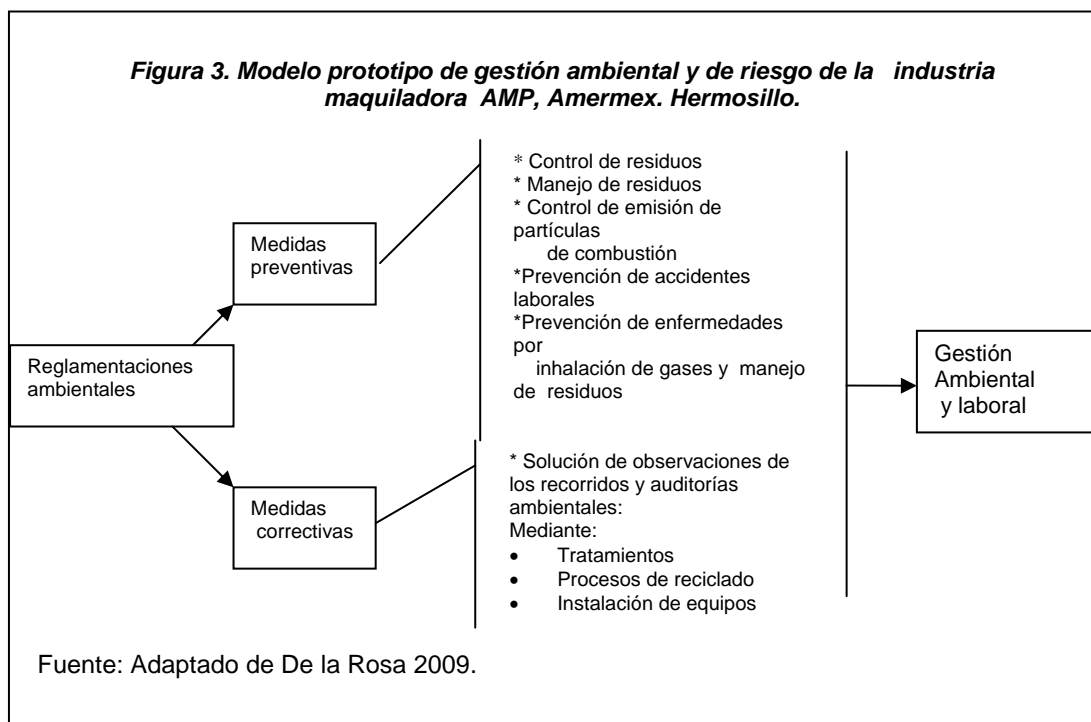 Figura 3. Modelo prototipo de gestión ambiental y de riesgo de la industria
maquiladora AMP, Amermex. Hermosillo.
Reglamentaciones
ambientales
Medidas
preventivas
Medidas
correctivas
* Control de residuos
* Manejo de residuos
* Control de emisión de
partículas
de combustión
*Prevención de accidentes
laborales
*Prevención de enfermedades
por
inhalación de gases y manejo
de residuos
* Solución de observaciones de
los recorridos y auditorías
ambientales:
Mediante:
• Tratamientos
• Procesos de reciclado
• Instalación de equipos
Gestión
Ambiental
y laboral
Fuente: Adaptado de De la Rosa 2009.